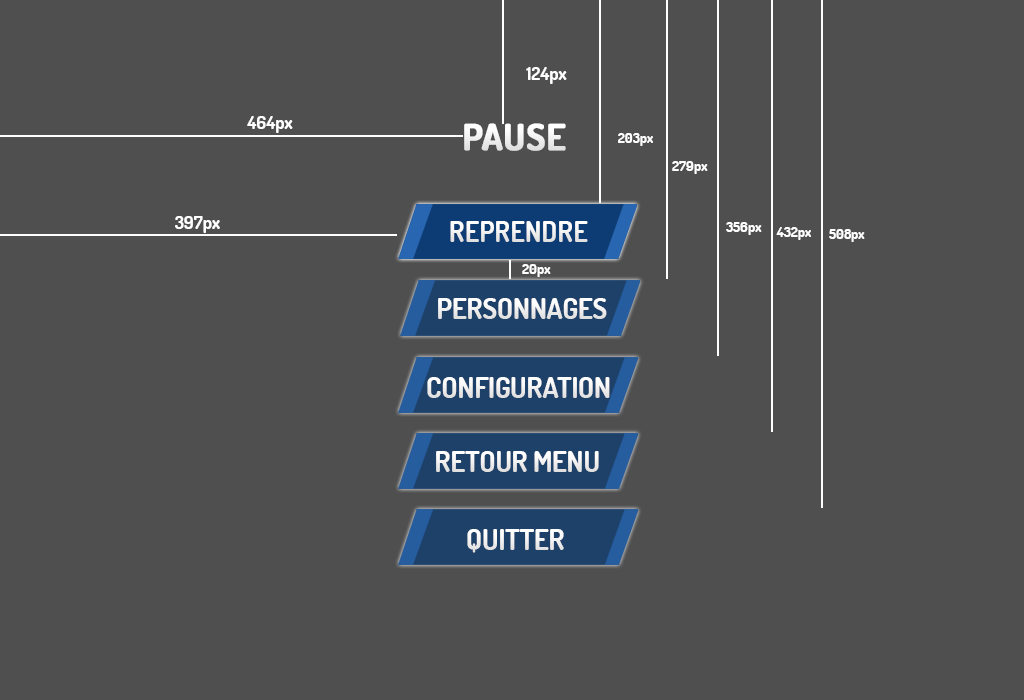 124px
464px
PAUSE
203px
279px
397px
REPRENDRE
356px
432px
508px
20px
PERSONNAGES
CONFIGURATION
RETOUR MENU
QUITTER